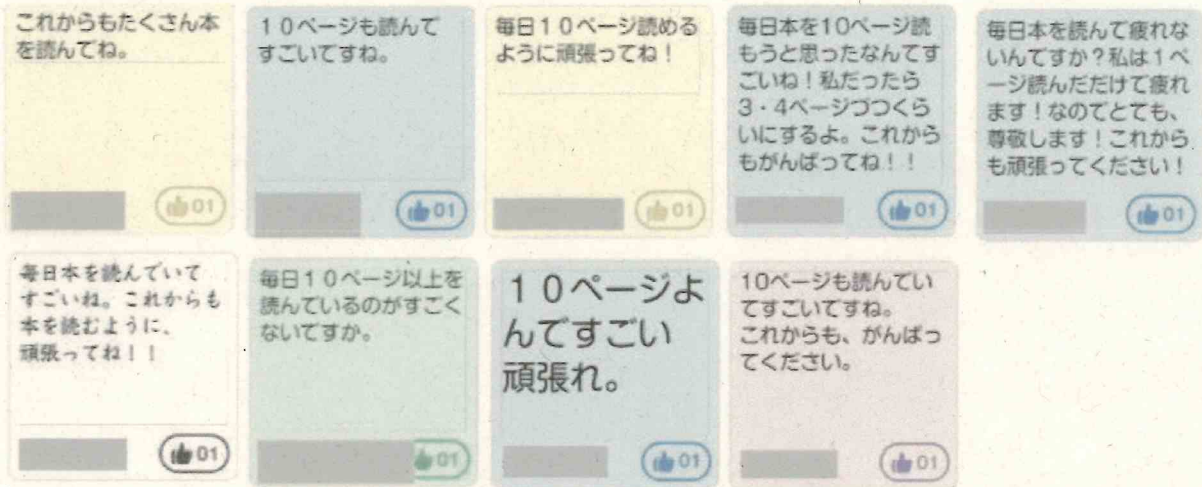 これからもたくさん本
を読んでね。
01
10ページも読んで
すごいですね。
01
毎日10ページ読める
ように頑張ってね!
01
毎日本を10ページ読
もうと思ったなんてす
ごいね!私だったら
3・4ページづつくら
いにするよ。これから
もがんばってね!!
01
毎日本を読んで疲れな
いんですか?私は1ペ
ージ読んだだけで疲れ
ます!なのでとても、
尊敬します!これから
も頑張ってください!
01
毎日本を読んでいて
すごいね。これからも
本を読むように、
頑張ってね!!
01
毎日10ページ以上を
読んでいるのがすごく
ないですか。
01
10ページよ
んですごい
頑張れ。
01
10ページも読んでい
てすごいですね。
これからも、がんばっ
てください。
01